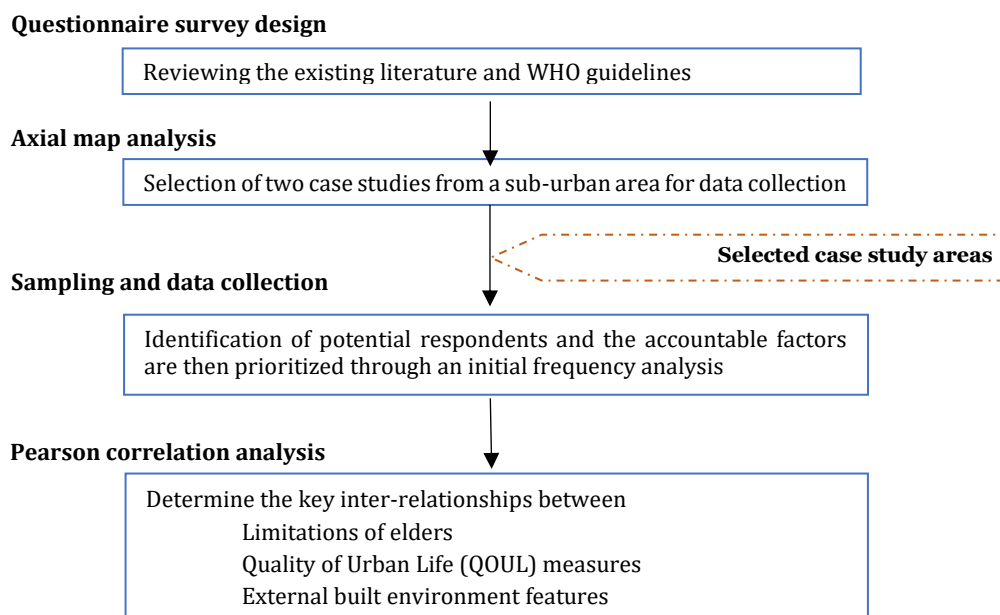 Questionnaire survey design
Reviewing the existing literature and WHO guidelines
Axial map analysis
Selection of two case studies from a sub-urban area for data collection
Selected case study areas
Sampling and data collection
Identification of potential respondents and the accountable factors
are then prioritized through an initial frequency analysis
Pearson correlation analysis
Determine the key inter-relationships between
Limitations of elders
Quality of Urban Life (QOUL) measures
External built environment features